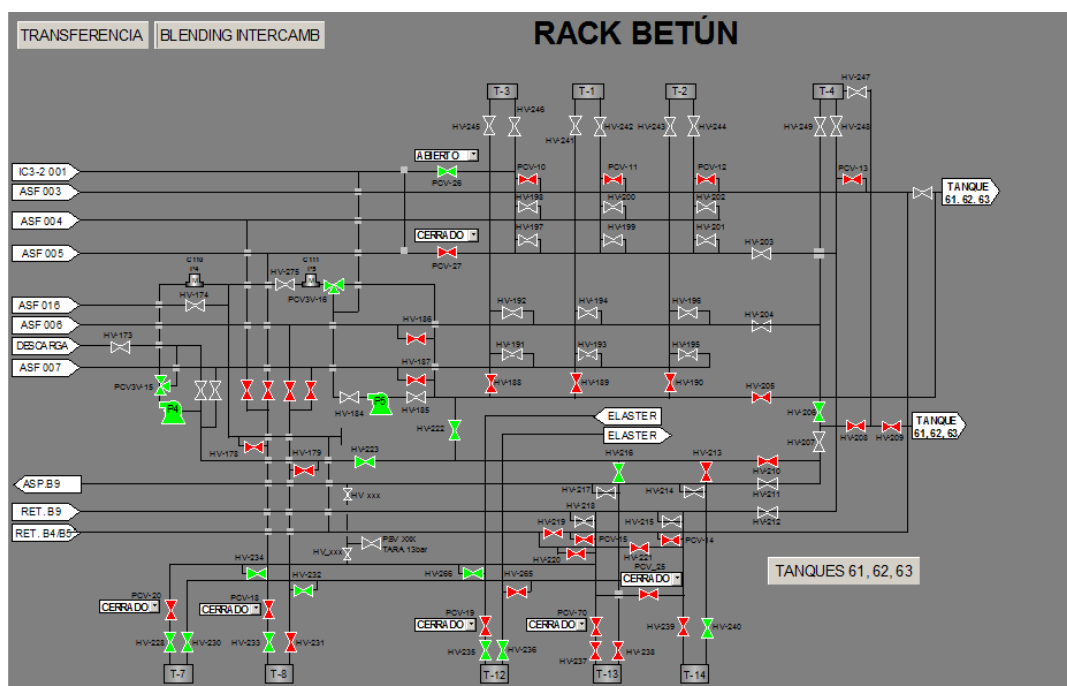 TRANSFERENCIA
BLENDING INTERCAMB
RACK BETÚN
HV-247
T-3
T-1
T-2
T-4
HV-246
HV-245
HV-242
HV-243
HV-244
HV-249
HV-248
HV-241
ABIERTO
IC3-2 001
PCV-26
PCV-10
PCV-11
PCV-12
PCV-13
ASF 003
TANQUE
61. 62. 63
HV-198
HV-200
HV-202
ASF 004
CERRADO
HV-197
HV-199
HV-201
HV-203
ASF 005
PCV-27
P4
C111
P5
HV-275
M
M
HV-174
PCV3V-16
ASF 016
HV-192
HV-194
HV-196
ASF 006
HV-186
HV-204
HV-173
DESCARGA
HV-191
HV-193
HV-195
ASF 007
HV-187
PCV3V-15
HV-188
HV-189
HV-190
HV-205
P4
P5
HV-184
HV-185
HV-206
ELASTER
TANQUE
61, 62, 63
HV-222
ELASTER
HV-208
HV-209
HV-207
HV-178
HV-179
HV-223
HV-216
HV-213
HV-210
ASP.B9
HV xxx
HV-217
HV-214
HV-211
RET. B9
HV-218
HV-212
HV-219
HV-215
RET. B4/B5
PSV XXX
TARA 13bar
PCV-15
PCV-14
HV_xxx
HV-220
HV-221
HV-234
HV-232
HV-266
HV-265
PCV_25
CERRADO
TANQUES 61, 62, 63
PCV-20
CERRADO
PCV-18
CERRADO
PCV-19
CERRADO
PCV-70
CERRADO
HV-239
HV-240
HV-228
HV-230
HV-233
HV-231
HV-235
HV-236
HV-237
HV-238
T-7
T-8
T-12
T-13
T-14